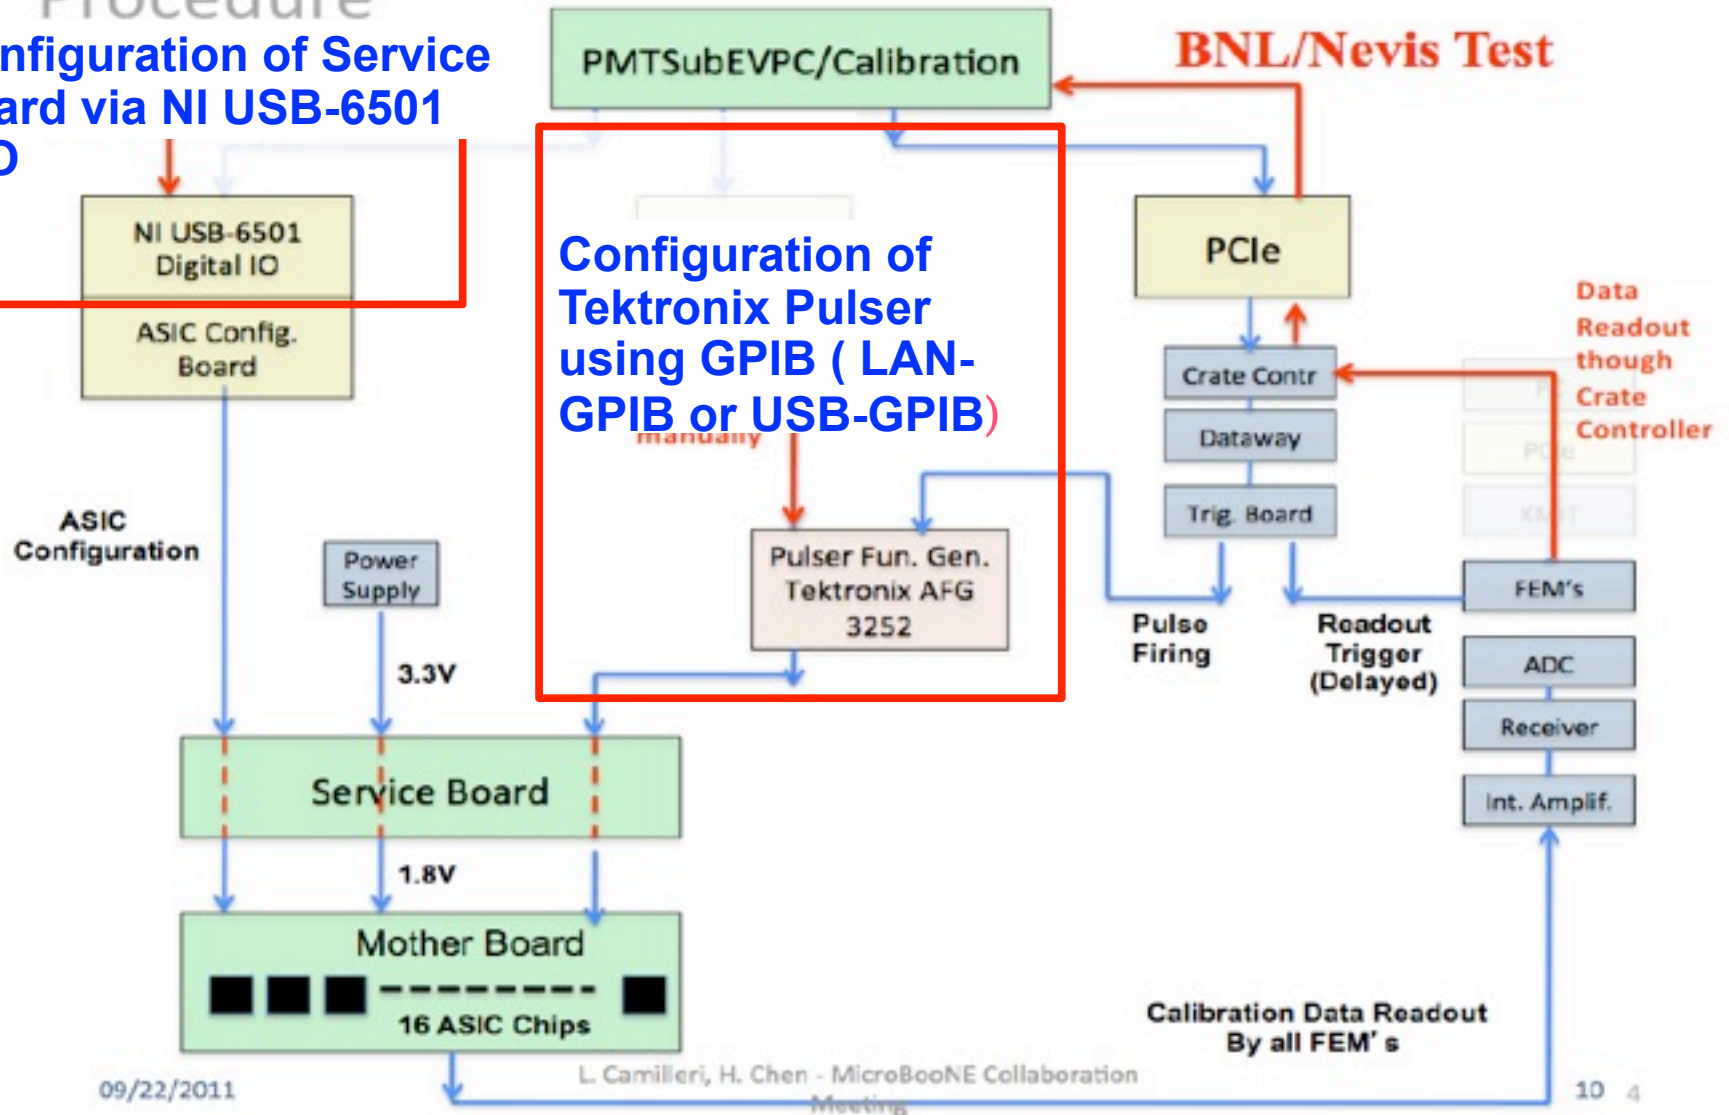 Procedure
nfiguration of Service
ard via NI USB-6501
O
PMTSubEVPC/Calibration
BNL/Nevis Test
NI USB-6501
Digital IO
ASIC Config.
Board
Configuration of
Tektronix Pulser
using GPIB ( LAN-
GPIB or USB-GPIB)
manually
PCIe
Crate Contr
Dataway
Trig. Board
Data
Readout
though
Crate
Controller
PCIe
XMIT
ASIC
Configuration
Power
Supply
3.3V
Pulser Fun. Gen.
Tektronix AFG
3252
Pulse
Firing
Readout
Trigger
(Delayed)
FEM's
ADC
Receiver
Int. Amplif.
Service Board
1.8V
Mother Board
16 ASIC Chips
Calibration Data Readout
By all FEM's
09/22/2011
L. Camilleri, H. Chen - MicroBooNE Collaboration
Meeting
10 4